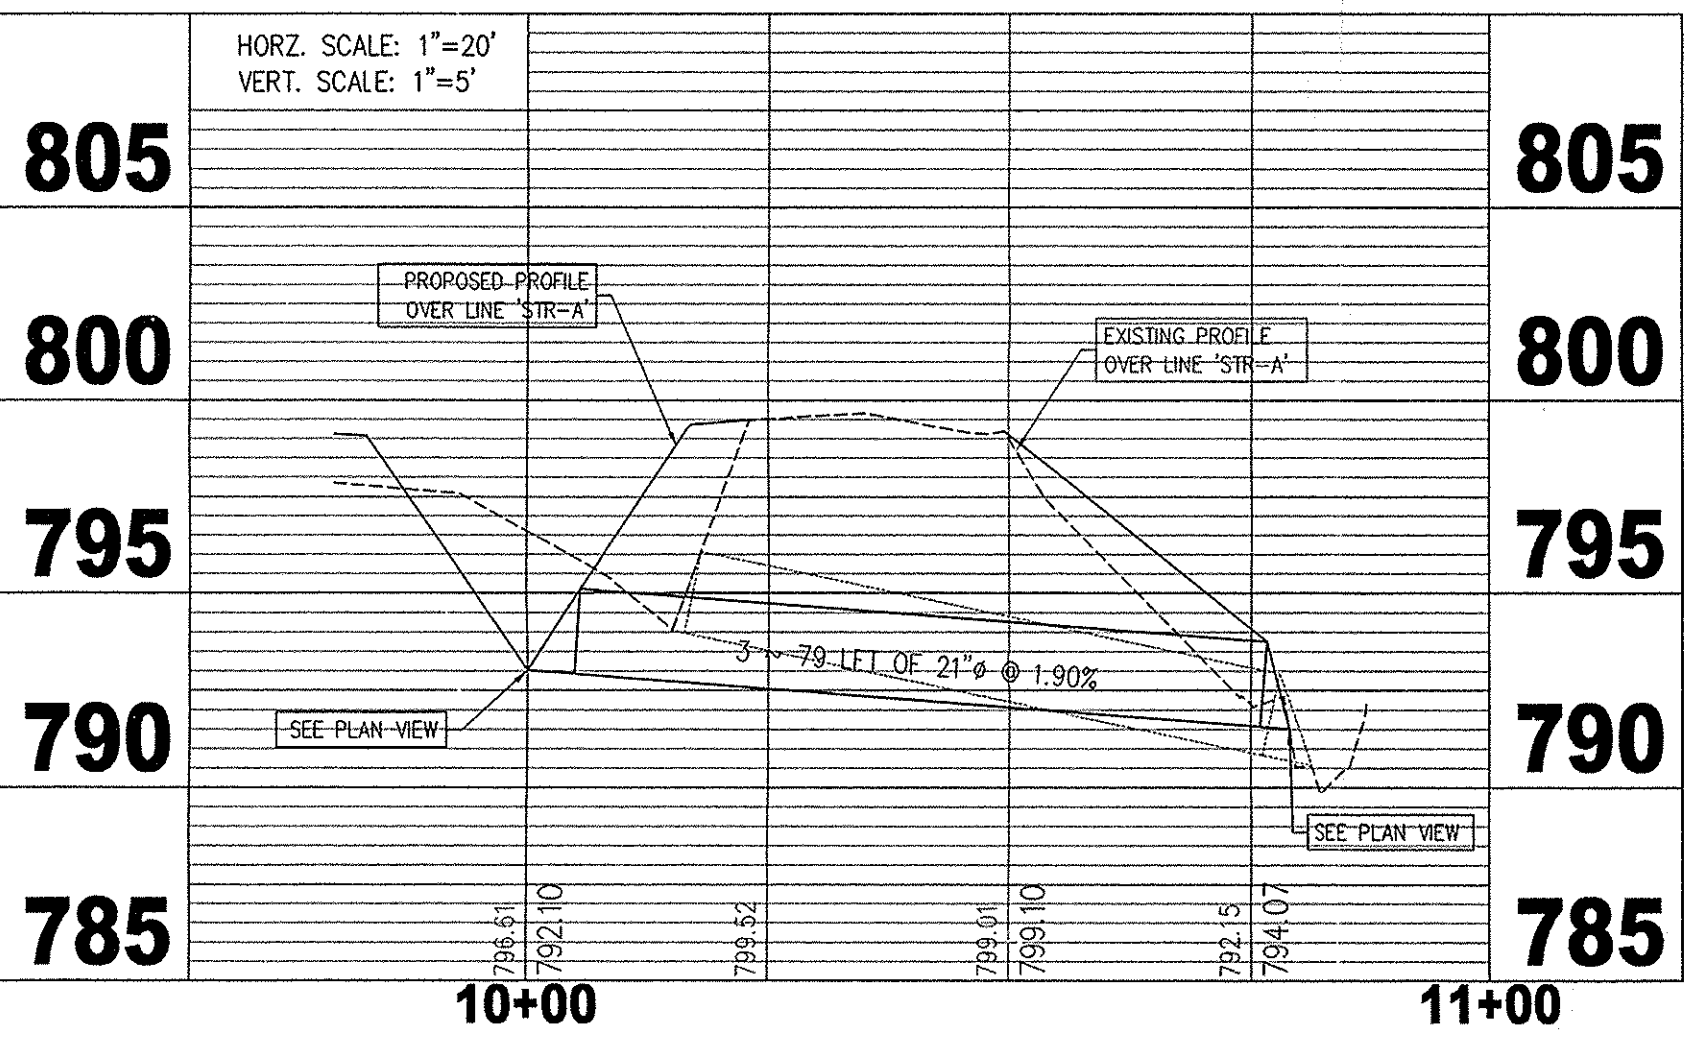 HORZ. SCALE: 1"=20'
VERT. SCALE: 1"=5'
805
805
PROPOSED PROFILE
OVER LINE 'STR-A'
EXISTING PROFILE
OVER LINE 'STR-A'
800
800
795
795
3 ~ 79 LFT OF 21"ø @ 1.90%
SEE PLAN VIEW
790
790
SEE PLAN VIEW
785
785
796.61
792.10
799.52
799.01
799.10
792.15
794.07
10+00
11+00